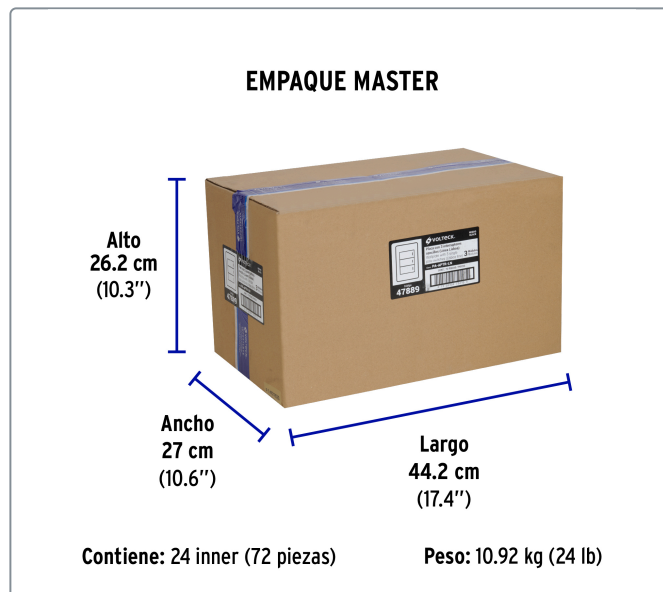 EMPAQUE MASTER
Alto
26.2 cm
(10.3″)
VOLTECK
3
47889
Ancho
27 cm
(10.6″)
Largo
44.2 cm
(17.4″)
Contiene: 24 inner (72 piezas)
Peso: 10.92 kg (24 lb)